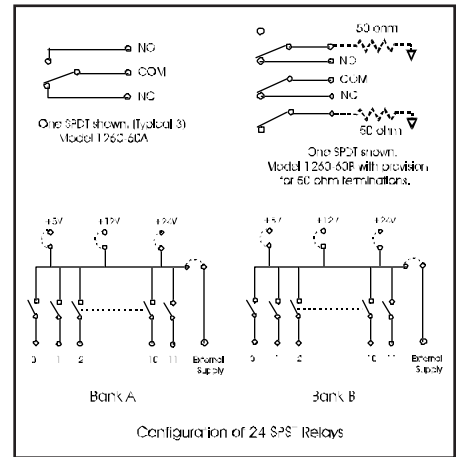 50 ohm
NO
NO
COM
COM
NC
NC
One SPDT shown. (Typical 3)
Model 1260-60A
50 ohm
One SPDT shown.
Model 1260-60B with provision
for 50 ohm terminations.
+5V +12V +24V
+5V +12V +24V
0 1 2 10 11 External
Supply
0 1 2 10 11 External
Supply
Bank A
Bank B
Configuration of 24 SPST Relays